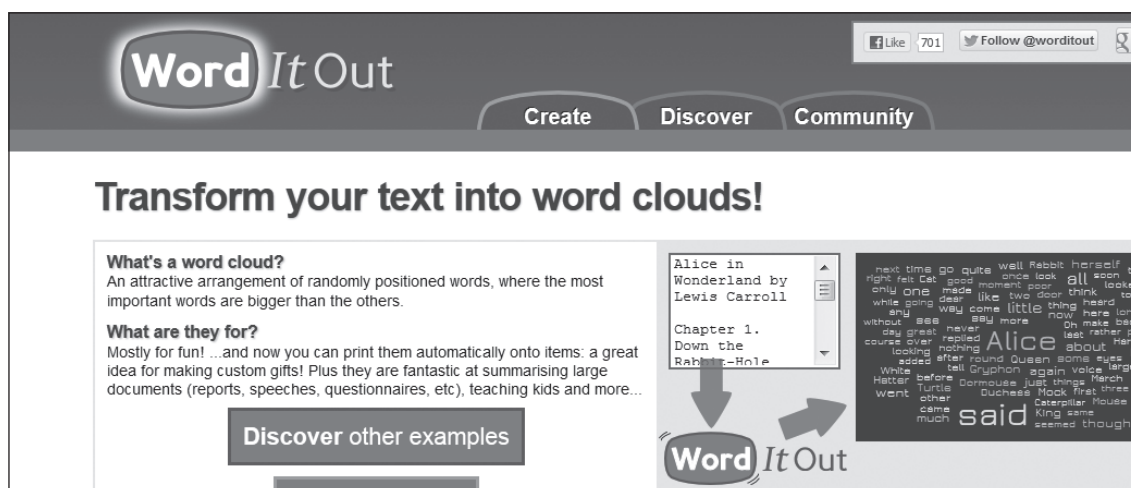 Word It Out
Like 701 Follow @worditout
Create Discover Community
Transform your text into word clouds!
What's a word cloud?
An attractive arrangement of randomly positioned words, where the most
important words are bigger than the others.
What are they for?
Mostly for fun! ...and now you can print them automatically onto items: a great
idea for making custom gifts! Plus they are fantastic at summarising large
documents (reports, speeches, questionnaires, etc), teaching kids and more...
Discover other examples
Alice in
Wonderland by
Lewis Carroll
Chapter 1.
Down the
Rabbit-Hole
Word It Out
next time go quite well Rabbit herself
right felt Cat good moment poor once look all soon
only one made like two door think
while going dear little thing heard
any way come now here
without see say more Oh make
day great never last rather
course over replied Alice about
looking nothing
added after round Queen some eyes
White tell Gryphon again voice
Hatter before Dormouse just things March
went Turtle Duchess Mock first three
other Caterpillar Mouse
came said King same
much seemed